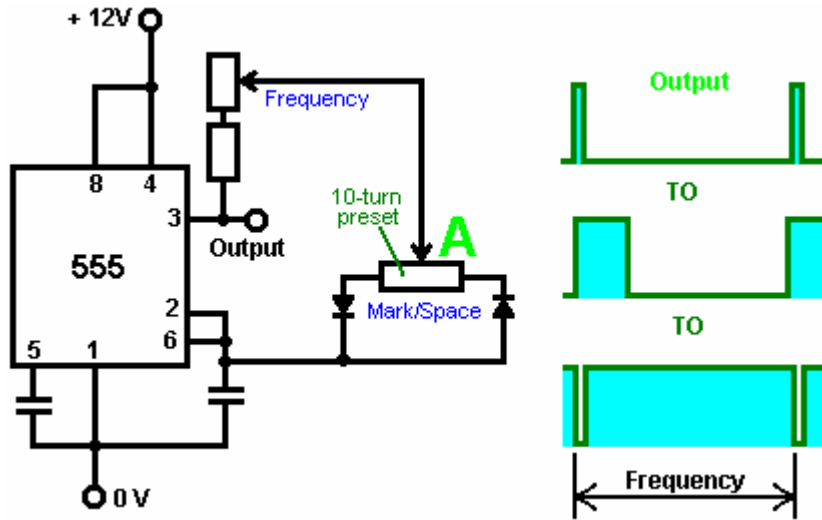 + 12V
Frequency
8
4
3
10-turn
preset
A
Output
555
2
6
Mark/Space
5
1
0 V
Output
TO
TO
Frequency